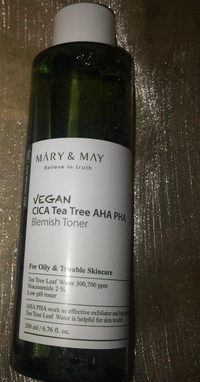 MARY & MAY
Believe in truth
VEGAN
CICA Tea Tree AHA PHA
Blemish Toner
For Oily & Trouble Skincare
Tea Tree Leaf Water 300,700 ppm
Niacinamide 2 %
Low pH toner
AHA PHA work as effective exfoliator and
Tea Tree Leaf Water is helpful for skin trouble
200 ml / 6.76 fl. oz.